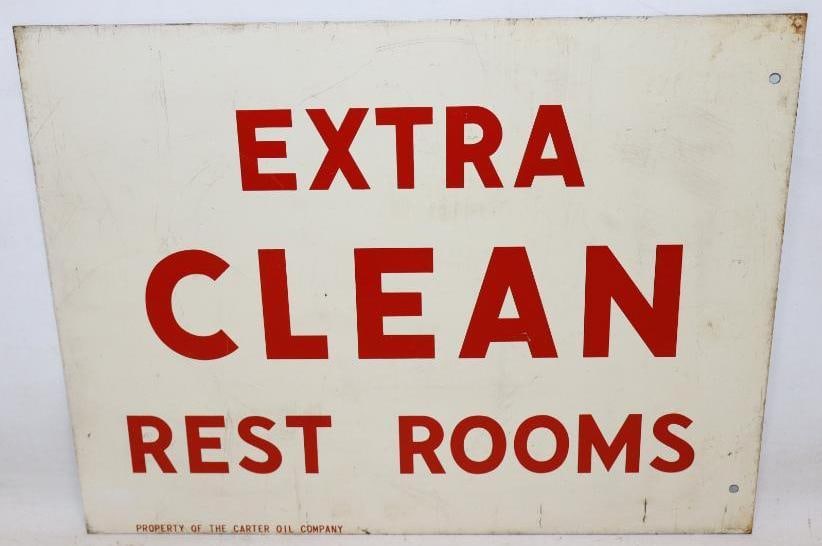 EXTRA
CLEAN
REST ROOMS
PROPERTY OF THE CARTER OIL COMPANY